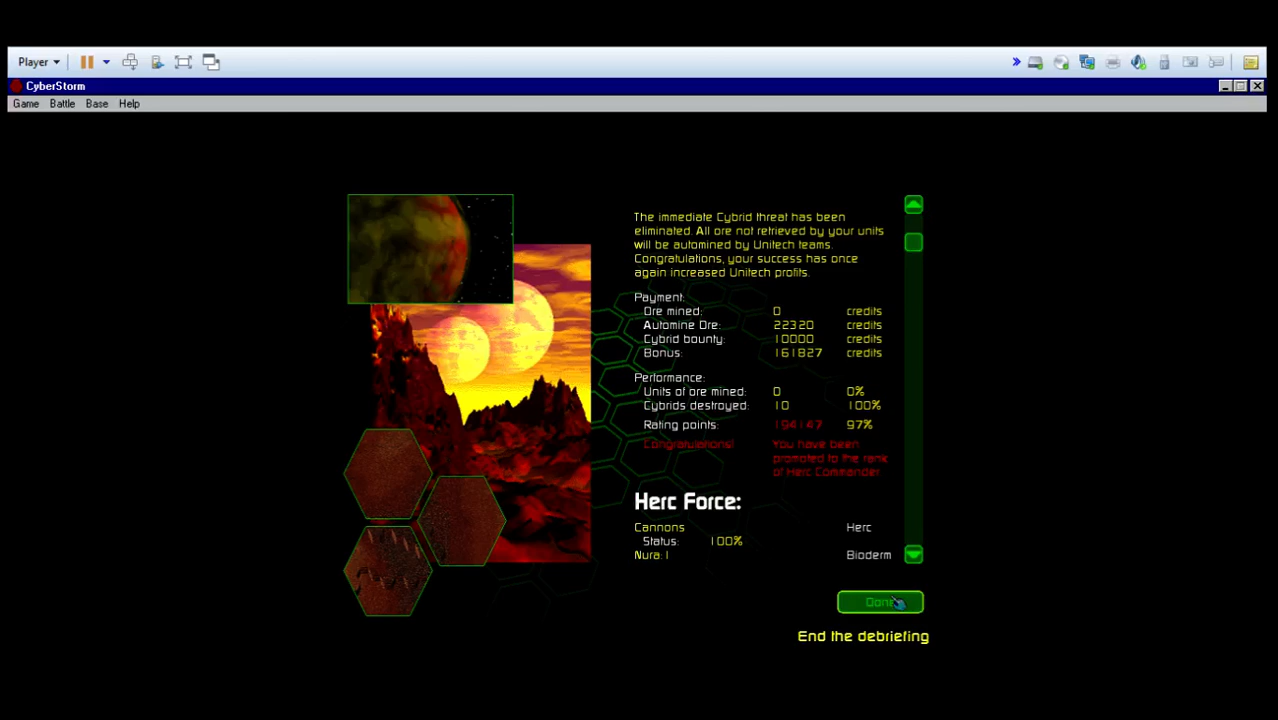 Player
CyberStorm
Game Battle Base Help
The immediate Cybrid threat has been
eliminated. All ore not retrieved by your units
will be automined by Unitech teams.
Congratulations, your success has once
again increased Unitech profits.
Payment:
Ore mined: 0 credits
Automine Ore: 22320 credits
Cybrid bounty: 10000 credits
Bonus: 161827 credits
Performance:
Units of ore mined: 0 0%
Cybrids destroyed: 10 100%
Rating points: 194147 97%
Congratulations! You have been
promoted to the rank
of Herc Commander
Herc Force:
Cannons Herc
Status: 100%
Nura:1 Bioderm
Done
End the debriefing